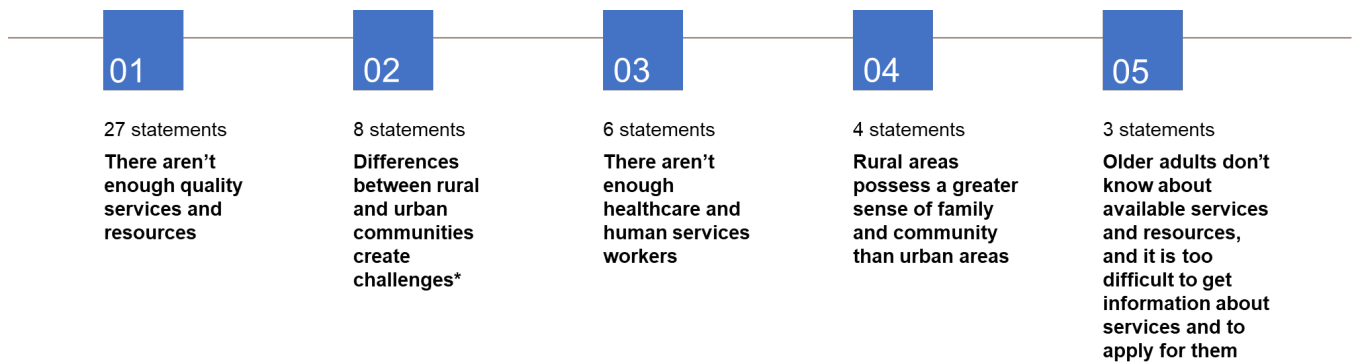 01
27 statements
There aren’t
enough quality
services and
resources
02
8 statements
Differences
between rural
and urban
communities
create
challenges*
03
6 statements
There aren’t
enough
healthcare and
human services
workers
04
4 statements
Rural areas
possess a greater
sense of family
and community
than urban areas
05
3 statements
Older adults don’t
know about
available services
and resources,
and it is too
difficult to get
information about
services and to
apply for them